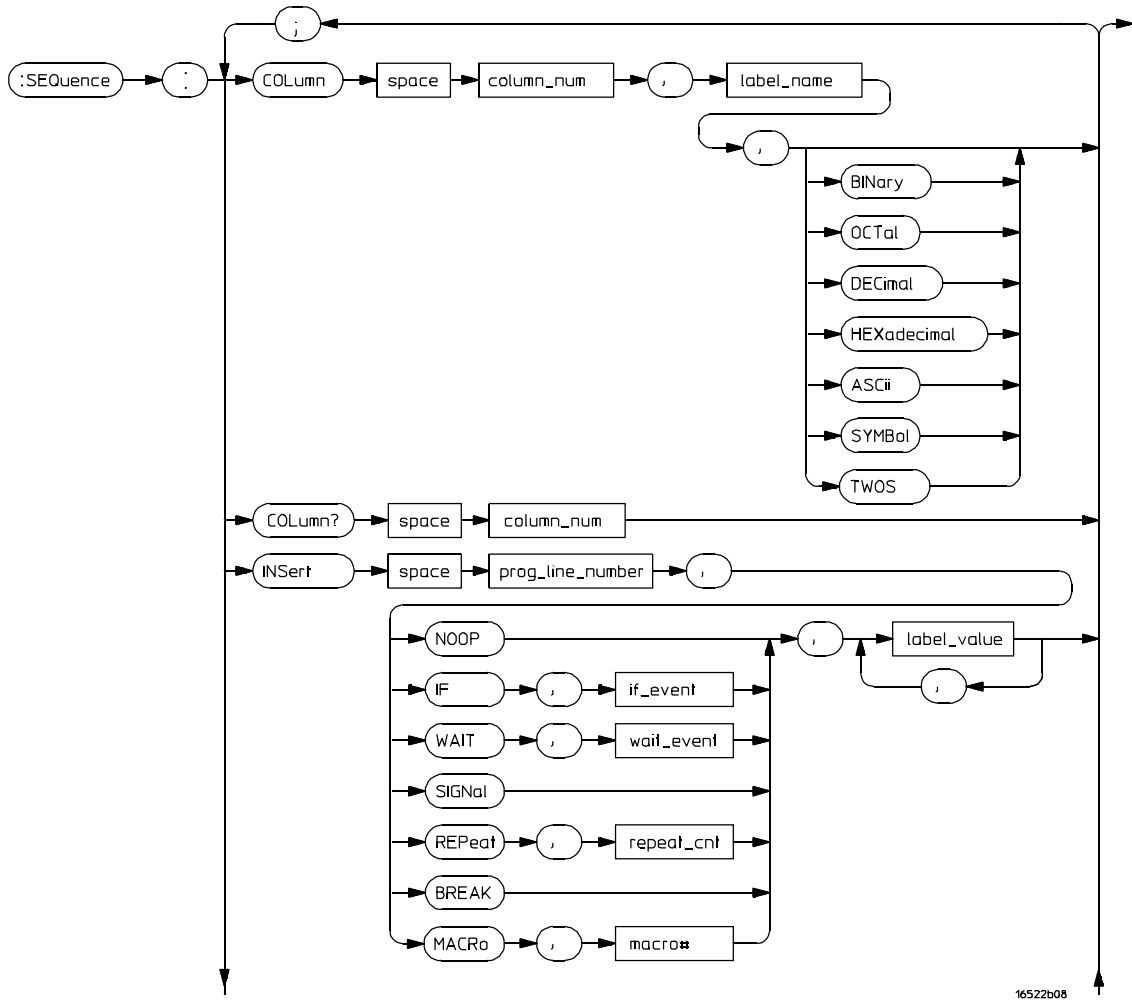 ;
:SEQuence : COLumn space column_num , label_name
,
BINary
OCTal
DECimal
HEXadecimal
ASCii
SYMBol
TWOS
COLumn? space column_num
INSert space prog_line_number ,
NOOP , label_value
IF , if_event ,
WAIT , wait_event
SIGNal
REPeat , repeat_cnt
BREAK
MACRo , macro#
16522b08